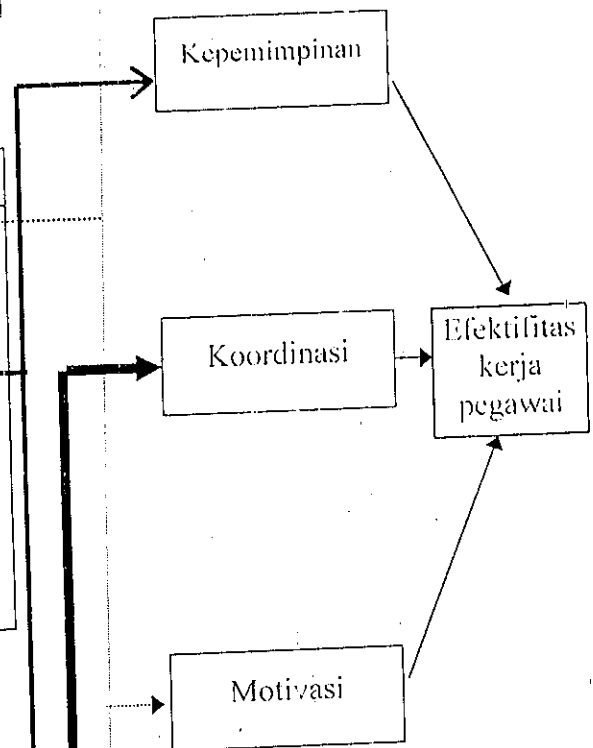 Kepemimpinan
Koordinasi
Efektifitas
kerja
pegawai
Motivasi